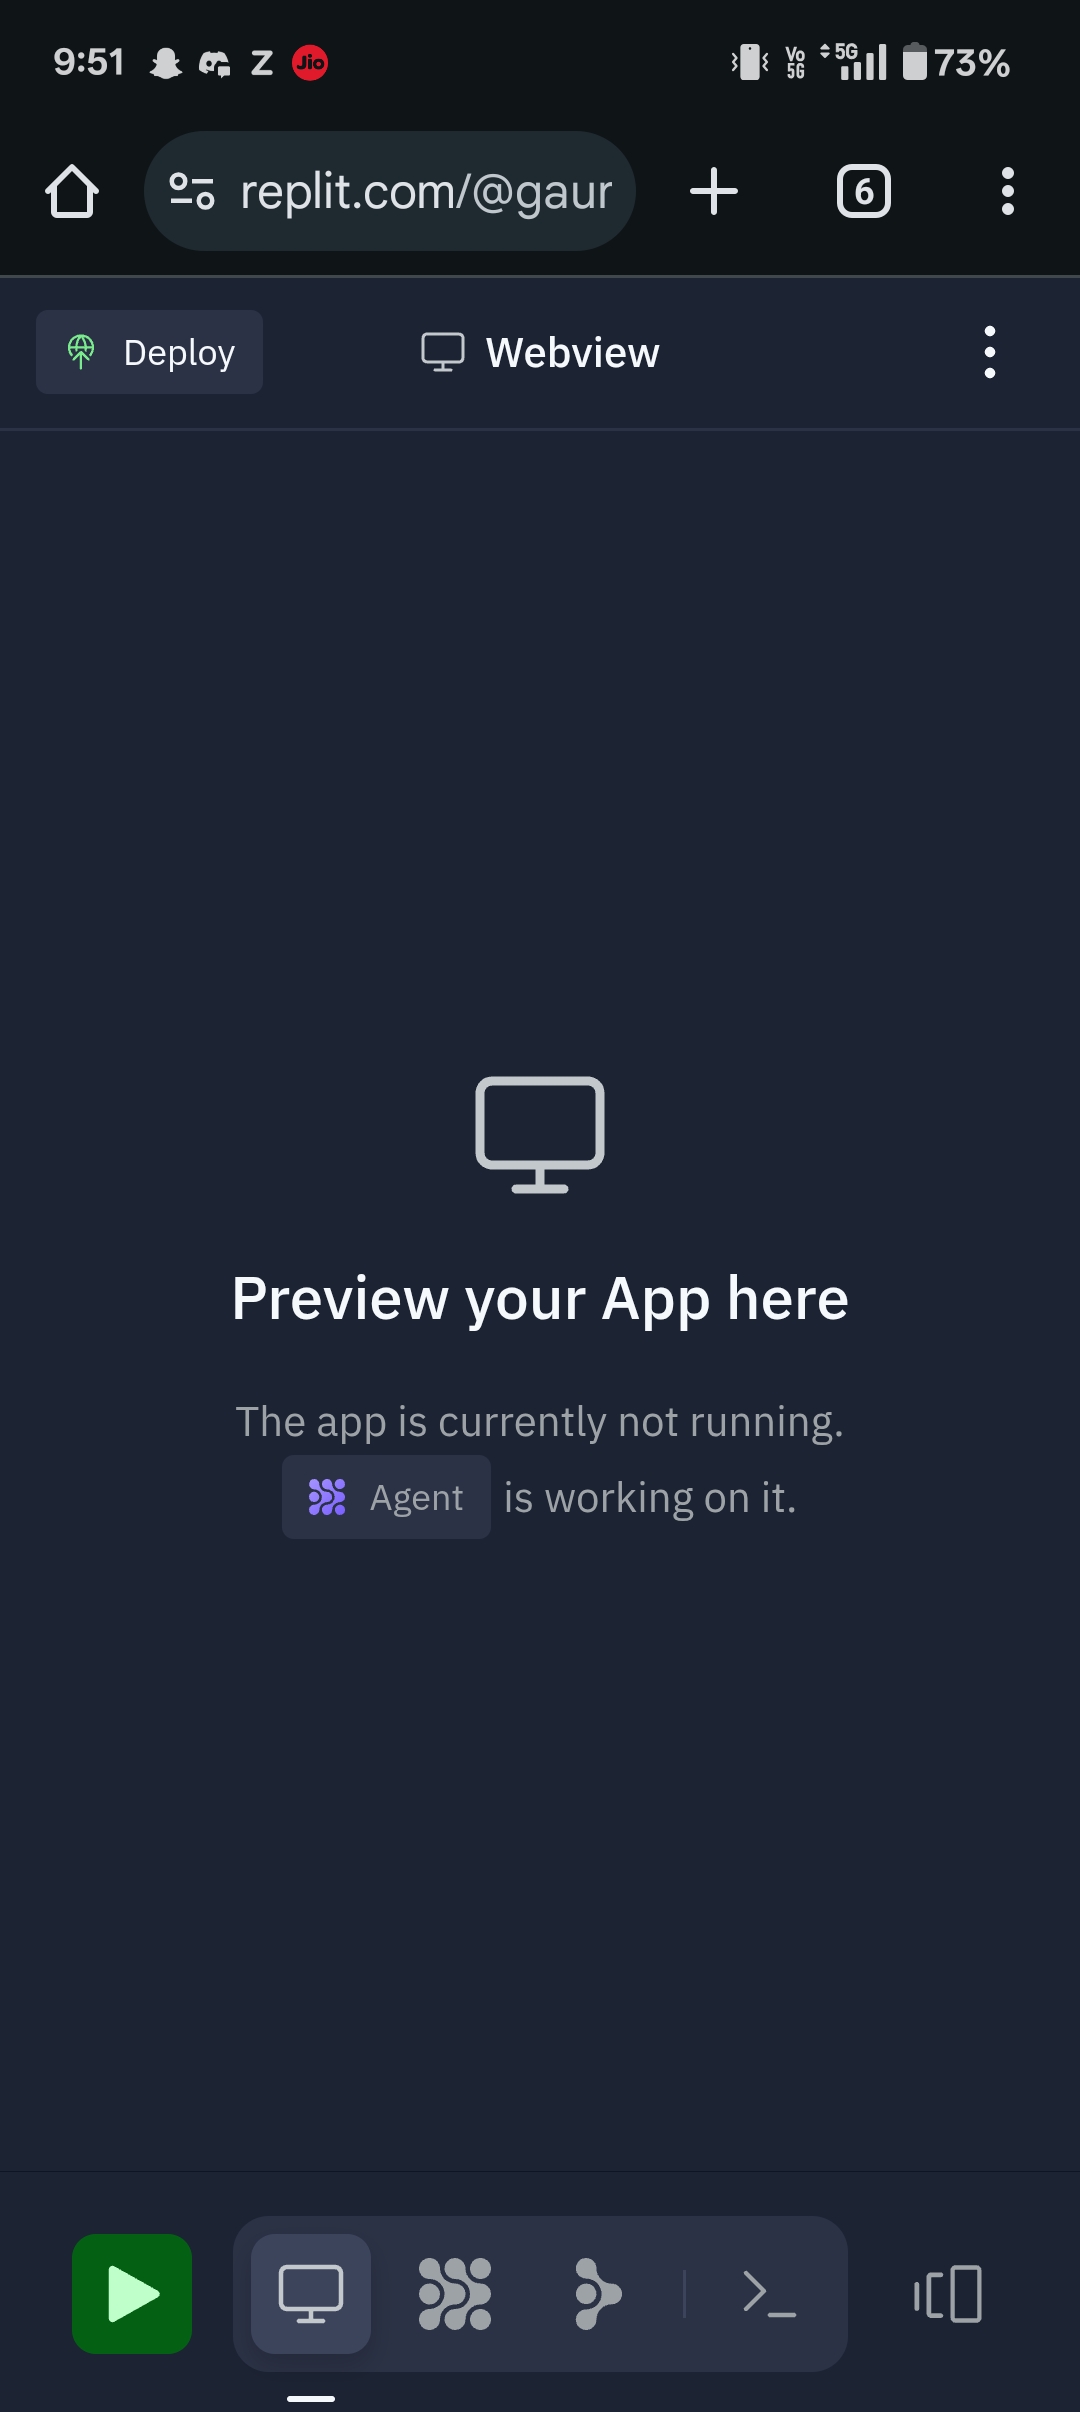 9:51 Z Jio Vo 5G 5G 73%
replit.com/@gaur 6
Deploy Webview
Preview your App here
The app is currently not running.
Agent is working on it.